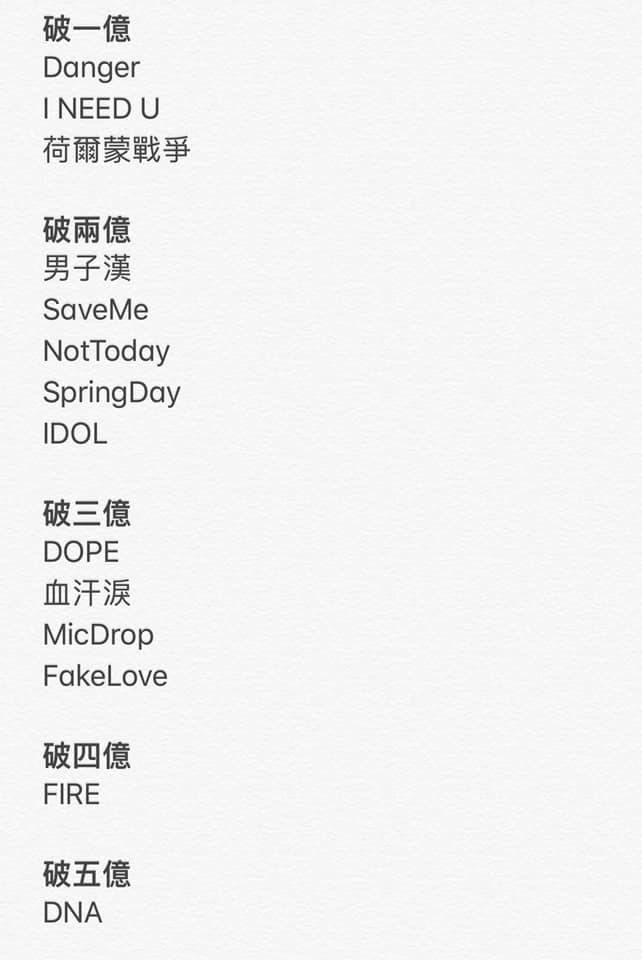 破一億
Danger
I NEED U
荷爾蒙戰爭
破兩億
男子漢
SaveMe
NotToday
SpringDay
IDOL
破三億
DOPE
血汗淚
MicDrop
FakeLove
破四億
FIRE
破五億
DNA